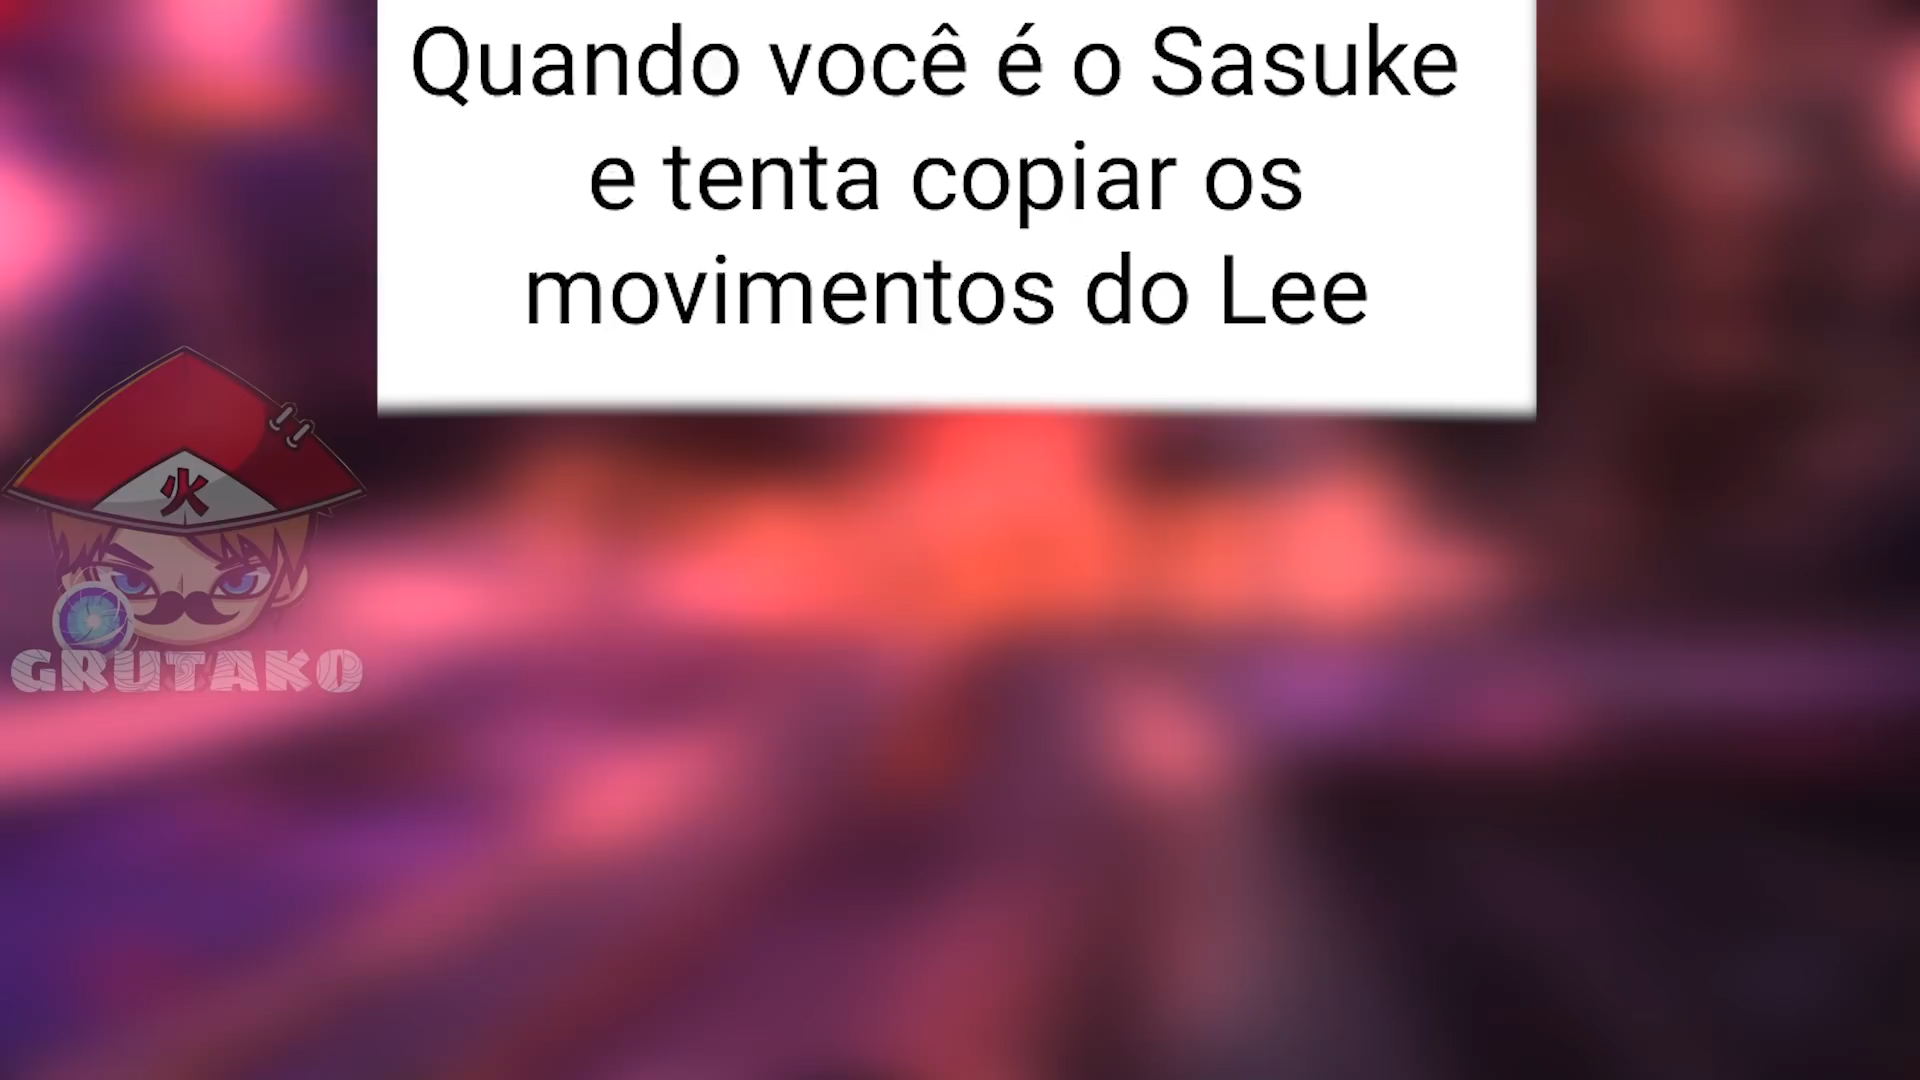 Quando você é o Sasuke
e tenta copiar os
movimentos do Lee
火
GRUTAKO